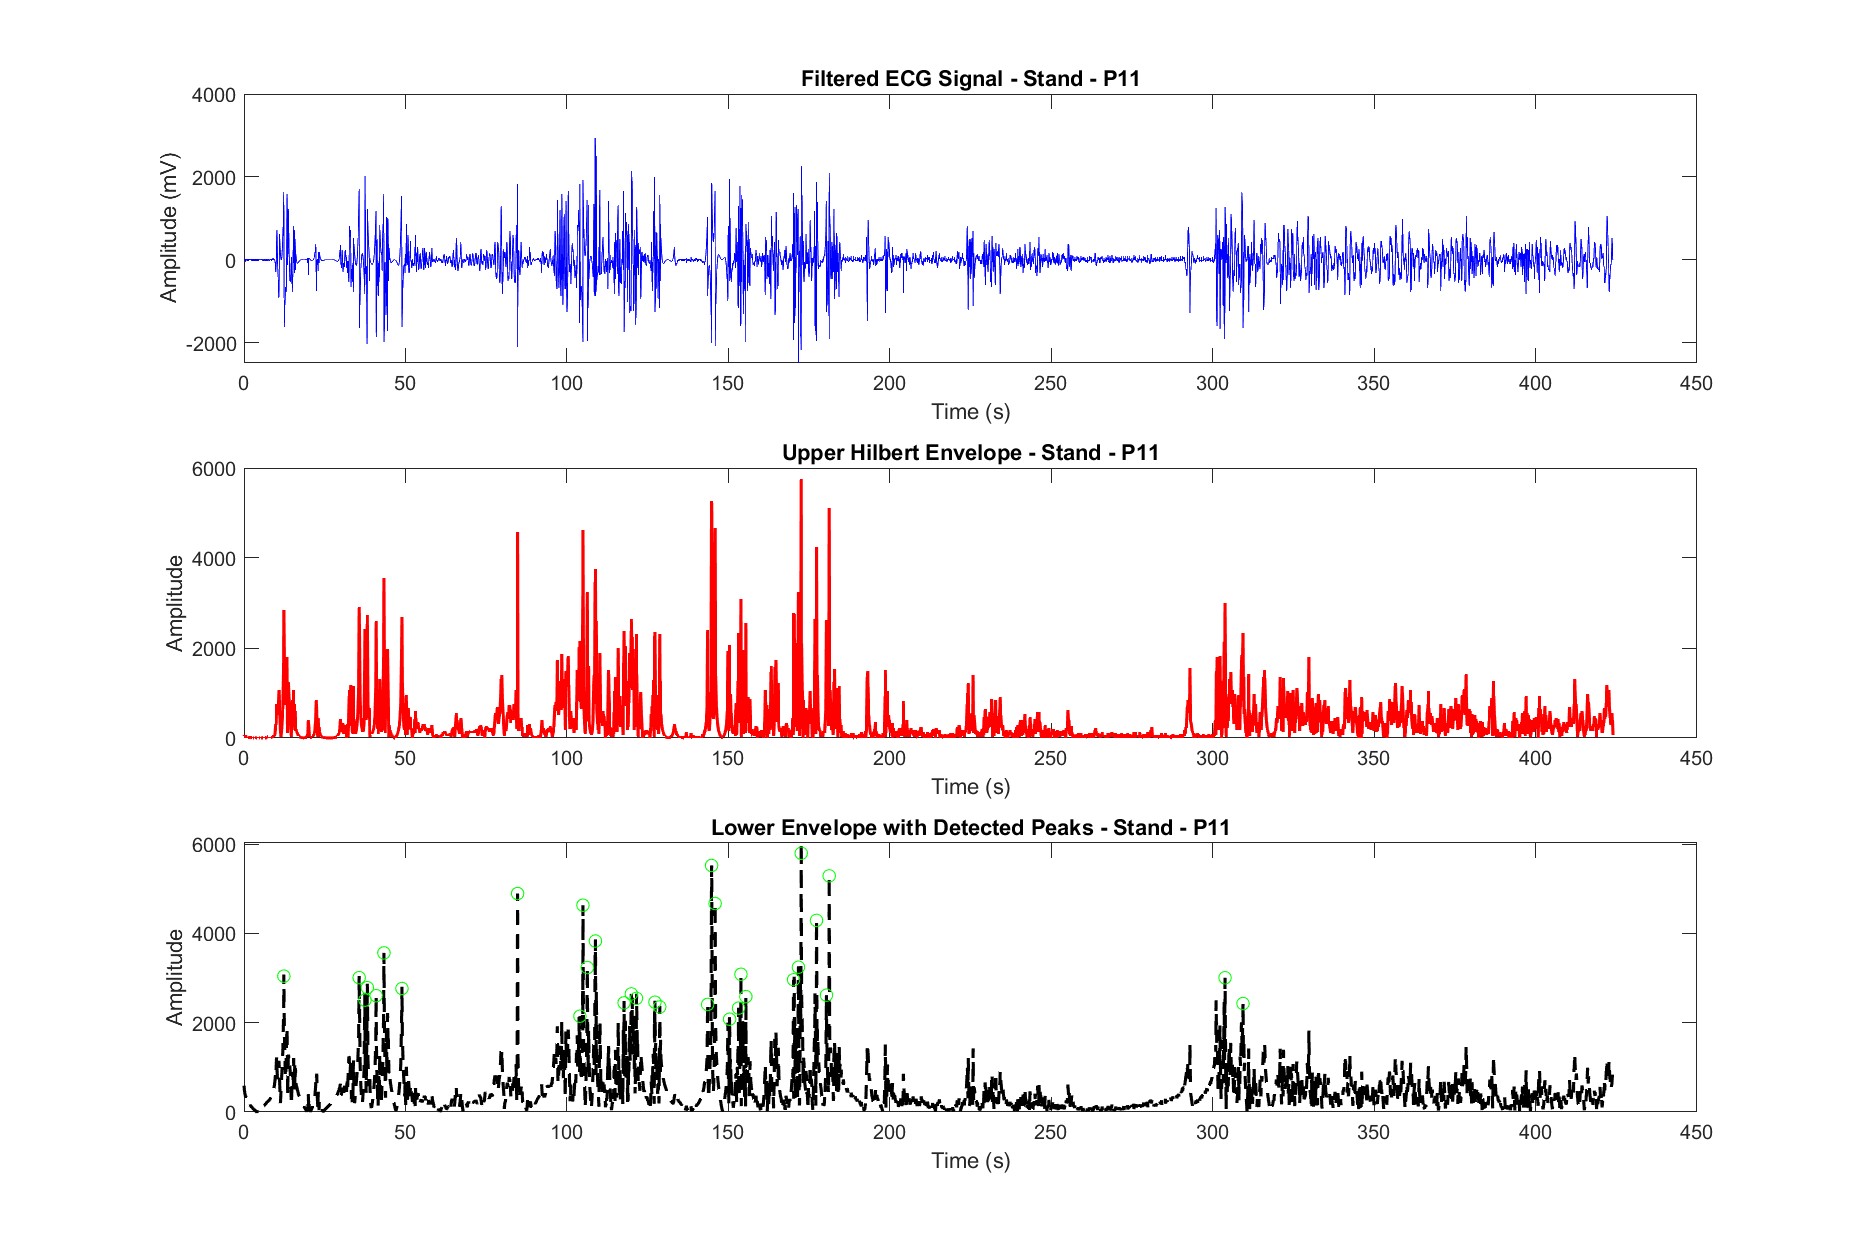 Filtered ECG Signal - Stand - P11
4000
2000
0
-2000
Amplitude (mV)
0 50 100 150 200 250 300 350 400 450
Time (s)
Upper Hilbert Envelope - Stand - P11
6000
4000
2000
0
Amplitude
0 50 100 150 200 250 300 350 400 450
Time (s)
Lower Envelope with Detected Peaks - Stand - P11
6000
4000
2000
0
Amplitude
0 50 100 150 200 250 300 350 400 450
Time (s)